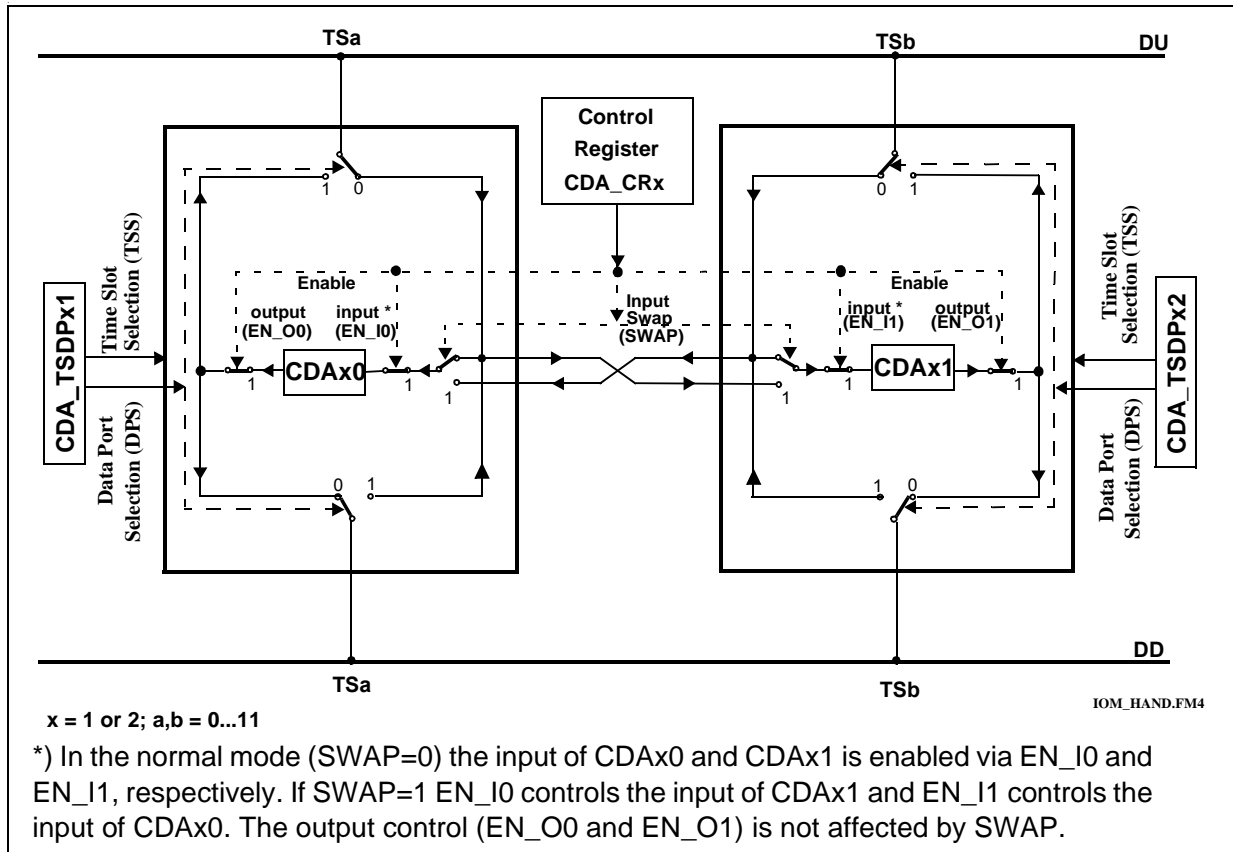 TSa
TSb
DU
Control
Register
CDA_CRx
1
0
0
1
Time Slot
Selection (TSS)
Time Slot
Selection (TSS)
Enable
Enable
output
(EN_O0)
input *
(EN_I0)
Input
Swap
(SWAP)
input *
(EN_I1)
output
(EN_O1)
CDA_TSDPx1
CDA_TSDPx2
CDAx0
CDAx1
1
1
1
1
1
1
Data Port
Selection (DPS)
Data Port
Selection (DPS)
0
1
1
0
DD
TSa
TSb
IOM_HAND.FM4
x = 1 or 2; a,b = 0...11
*) In the normal mode (SWAP=0) the input of CDAx0 and CDAx1 is enabled via EN_I0 and
EN_I1, respectively. If SWAP=1 EN_I0 controls the input of CDAx1 and EN_I1 controls the
input of CDAx0. The output control (EN_O0 and EN_O1) is not affected by SWAP.